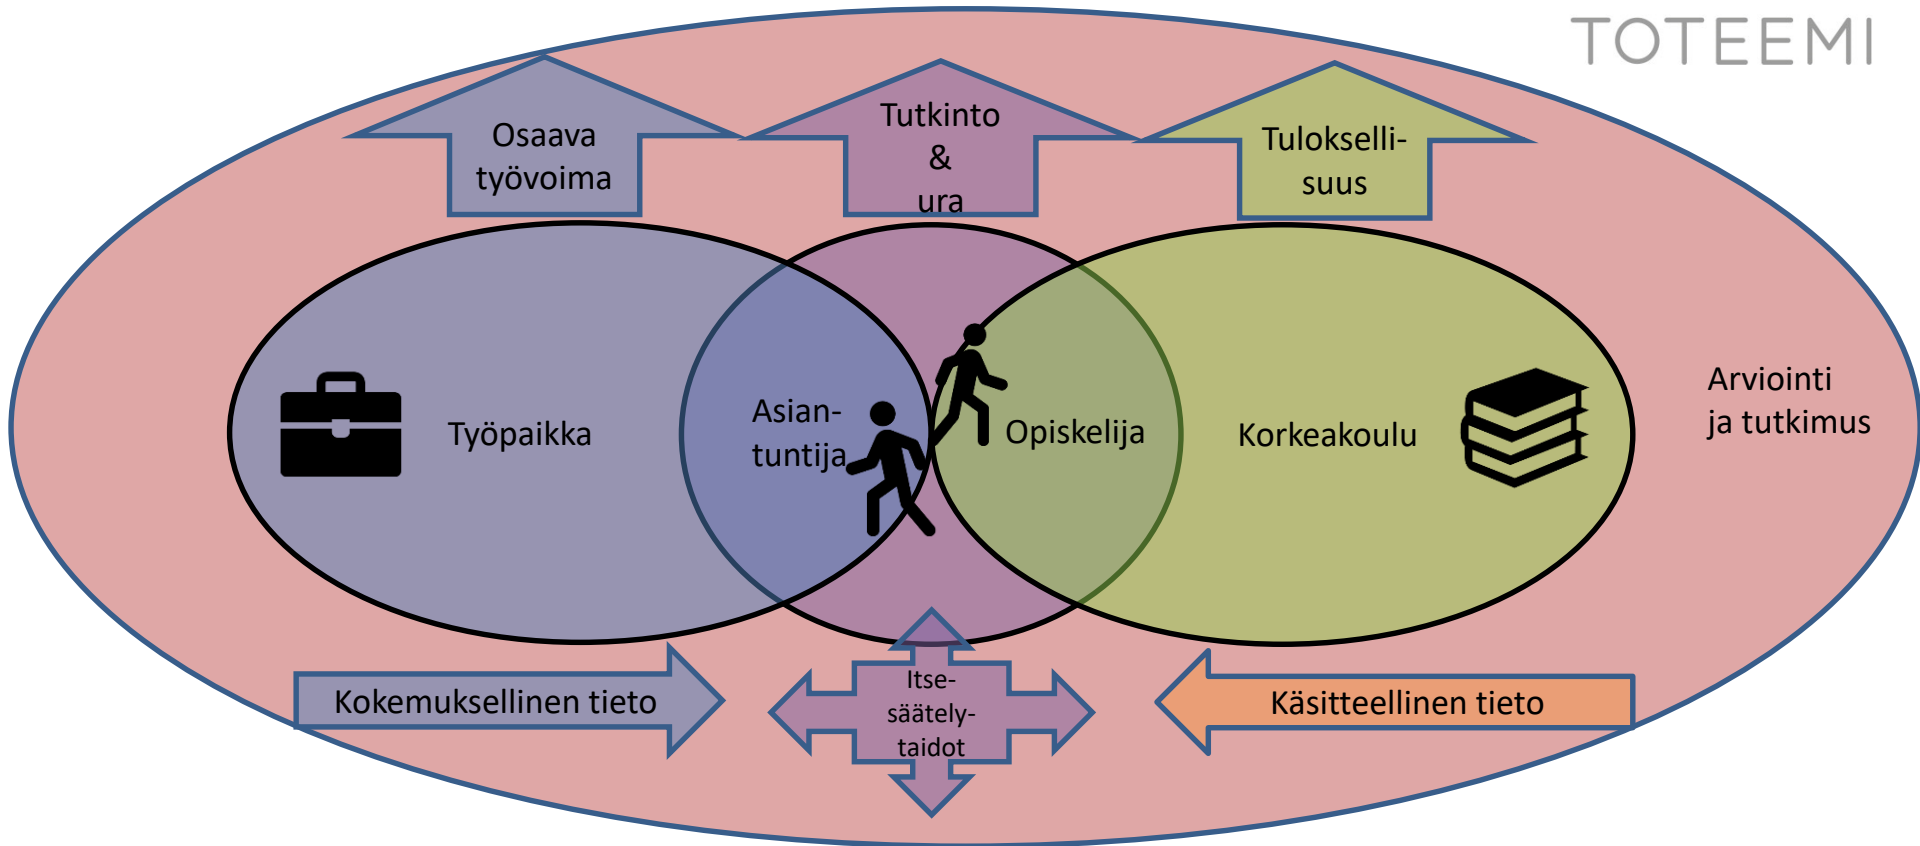 TOTEEMI
Osaava
työvoima
Tutkinto
&
ura
Tulokselli-
suus
Työpaikka
Asian-
tuntija
Opiskelija
Korkeakoulu
Arviointi
ja tutkimus
Kokemuksellinen tieto
Itse-
säätely-
taidot
Käsitteellinen tieto